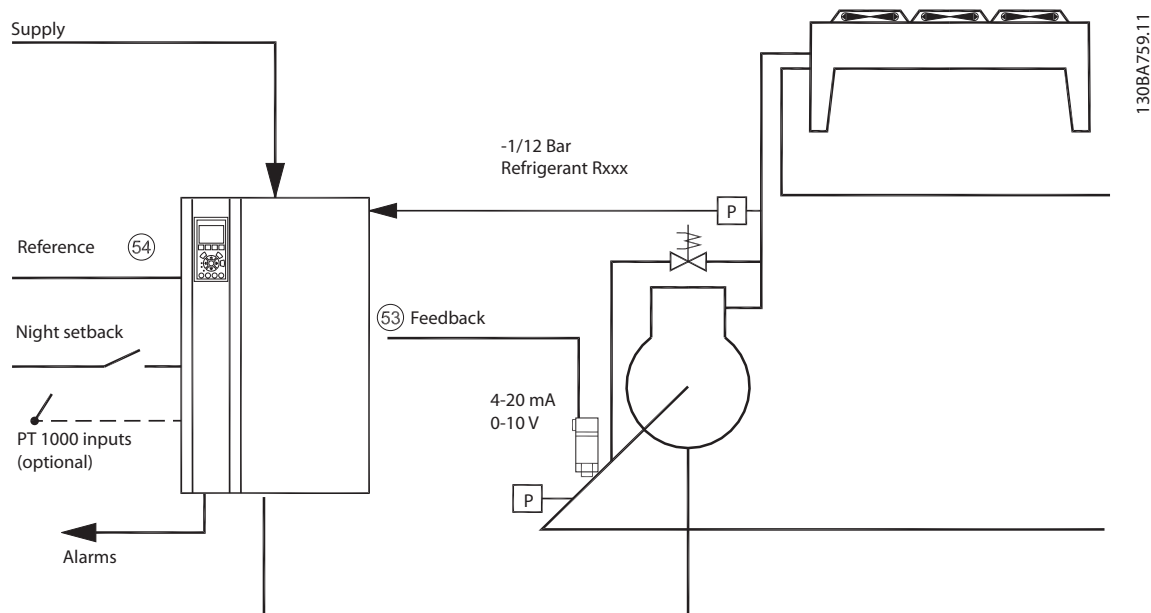 Supply
130BA759.11
-1/12 Bar
Refrigerant Rxxx
P
Reference 54
53 Feedback
Night setback
4-20 mA
0-10 V
PT 1000 inputs
(optional)
P
Alarms